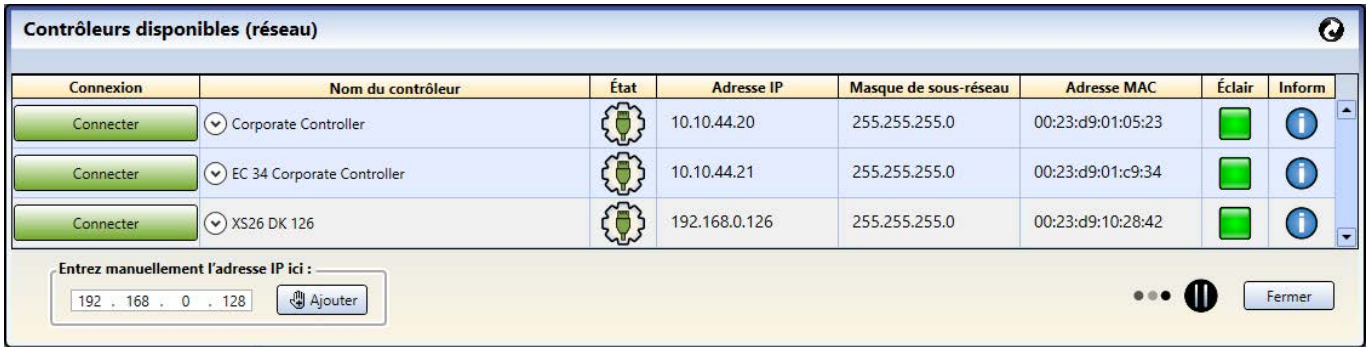 Contrôleurs disponibles (réseau)
Connexion Nom du contrôleur État Adresse IP Masque de sous-réseau Adresse MAC Éclair Inform
Connecter Corporate Controller 10.10.44.20 255.255.255.0 00:23:d9:01:05:23
Connecter EC 34 Corporate Controller 10.10.44.21 255.255.255.0 00:23:d9:01:c9:34
Connecter XS26 DK 126 192.168.0.126 255.255.255.0 00:23:d9:10:28:42
Entrez manuellement l'adresse IP ici :
192 . 168 . 0 . 128 Ajouter Fermer